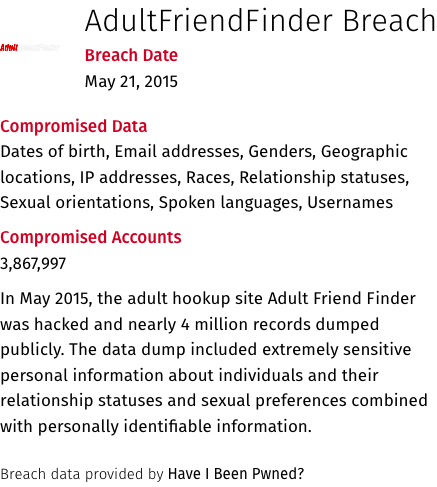 AdultFriendFinder Breach
Breach Date
Adult
May 21, 2015
Compromised Data
Dates of birth, Email addresses, Genders, Geographic
locations, IP addresses, Races, Relationship statuses,
Sexual orientations, Spoken languages, Usernames
Compromised Accounts
3,867,997
In May 2015, the adult hookup site Adult Friend Finder
was hacked and nearly 4 million records dumped
publicly. The data dump included extremely sensitive
personal information about individuals and their
relationship statuses and sexual preferences combined
with personally identifiable information.
Breach data provided by Have I Been Pwned?